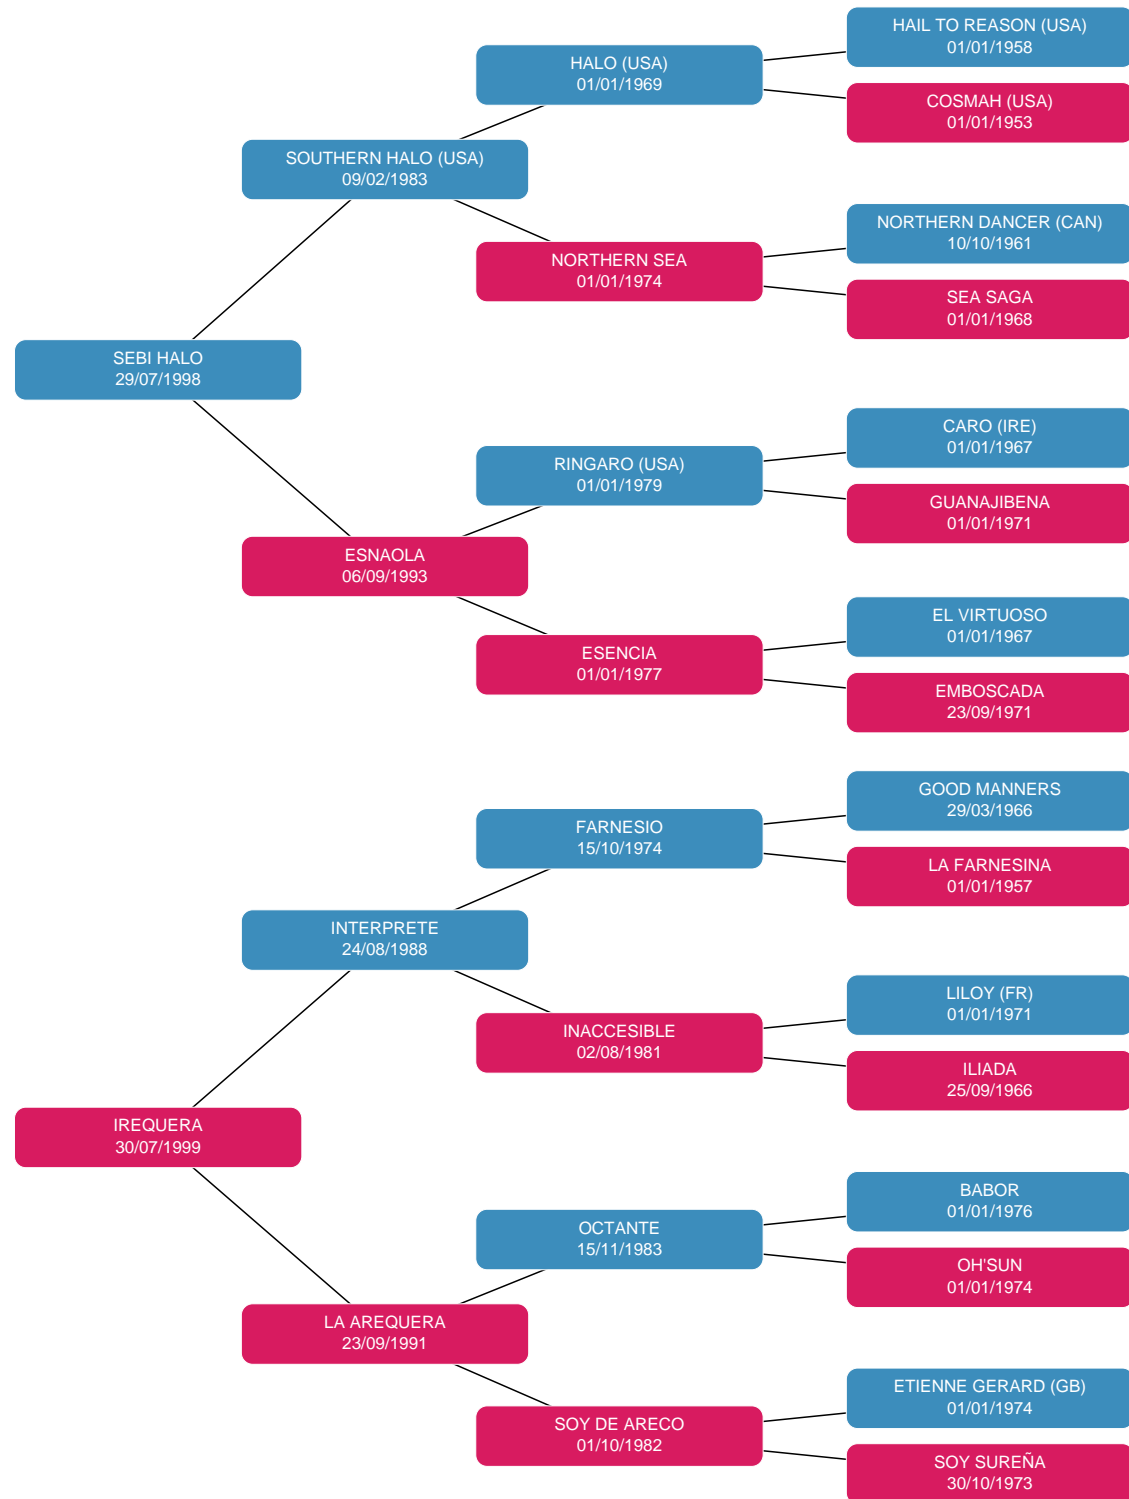 HAIL TO REASON (USA)
01/01/1958
HALO (USA)
01/01/1969
COSMAH (USA)
01/01/1953
SOUTHERN HALO (USA)
09/02/1983
NORTHERN DANCER (CAN)
10/10/1961
NORTHERN SEA
01/01/1974
SEA SAGA
01/01/1968
SEBI HALO
29/07/1998
CARO (IRE)
01/01/1967
RINGARO (USA)
01/01/1979
GUANAJIBENA
01/01/1971
ESNAOLA
06/09/1993
EL VIRTUOSO
01/01/1967
ESENCIA
01/01/1977
EMBOSCADA
23/09/1971
GOOD MANNERS
29/03/1966
FARNESIO
15/10/1974
LA FARNESINA
01/01/1957
INTERPRETE
24/08/1988
LILOY (FR)
01/01/1971
INACCESIBLE
02/08/1981
ILIADA
25/09/1966
IREQUERA
30/07/1999
BABOR
01/01/1976
OCTANTE
15/11/1983
OH'SUN
01/01/1974
LA AREQUERA
23/09/1991
ETIENNE GERARD (GB)
01/01/1974
SOY DE ARECO
01/10/1982
SOY SUREÑA
30/10/1973